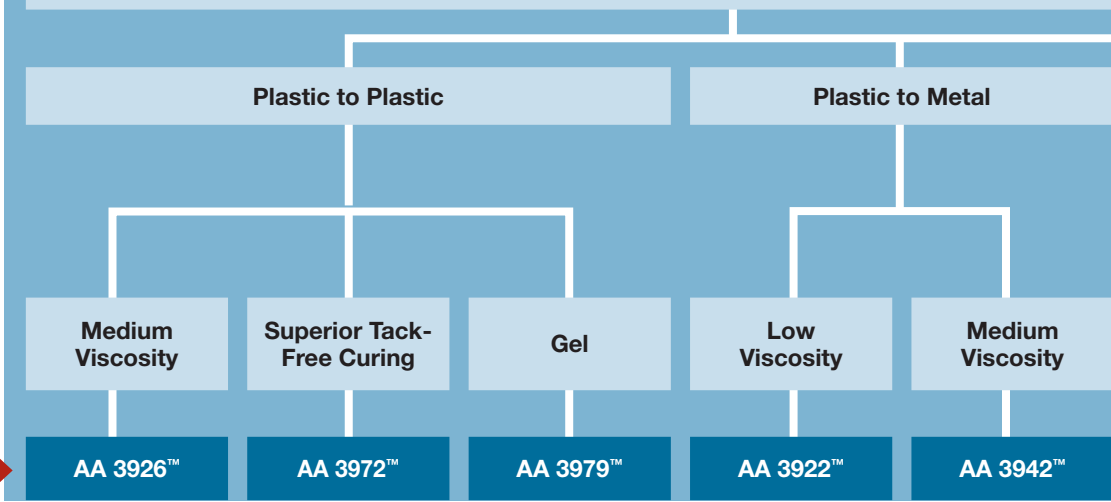 Plastic to Plastic
Plastic to Metal
Medium
Viscosity
Superior Tack-
Free Curing
Gel
Low
Viscosity
Medium
Viscosity
AA 3926™
AA 3972™
AA 3979™
AA 3922™
AA 3942™